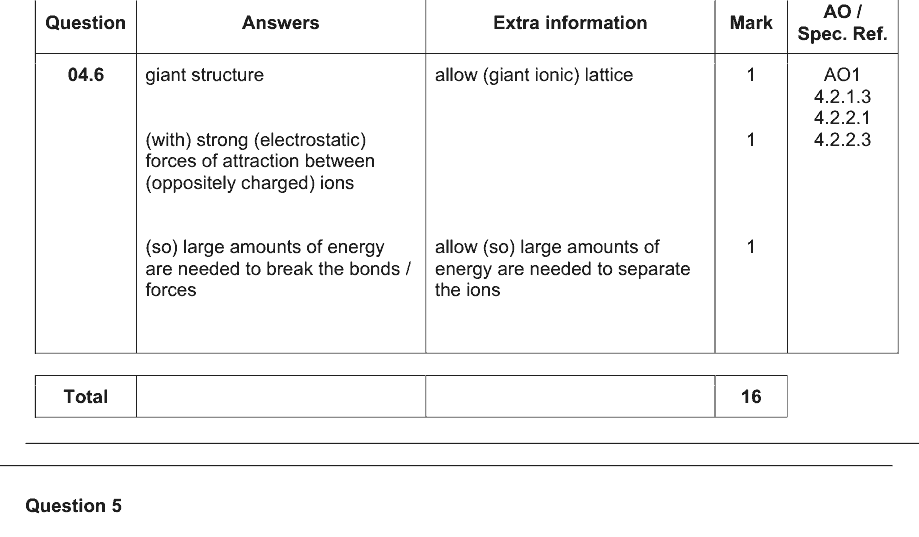 Question Answers Extra information Mark AO /
Spec. Ref.
04.6 giant structure allow (giant ionic) lattice 1 AO1
4.2.1.3
4.2.2.1
(with) strong (electrostatic) 1 4.2.2.3
forces of attraction between
(oppositely charged) ions
(so) large amounts of energy allow (so) large amounts of 1
are needed to break the bonds / energy are needed to separate
forces the ions
Total 16
Question 5